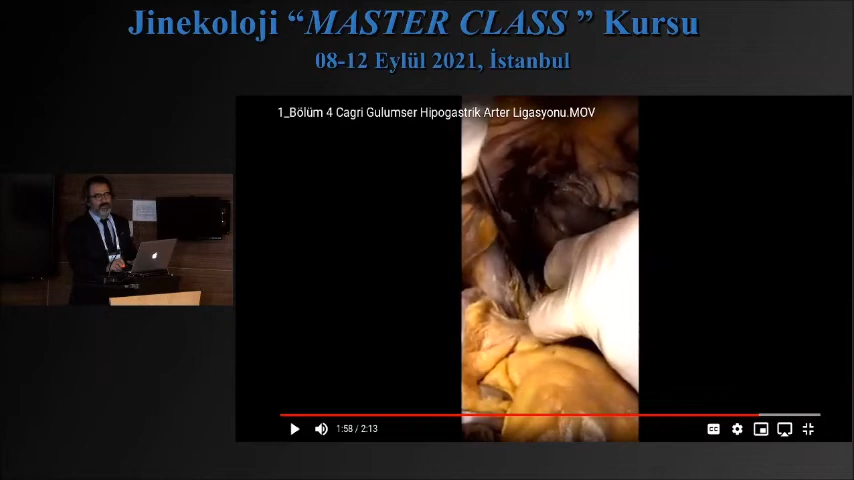 Jinekoloji “MASTER CLASS ” Kursu
08-12 Eylül 2021, İstanbul
1_Bölüm 4 Cagri Gulumser Hipogastrik Arter Ligasyonu.MOV
1:58 / 2:13
CC